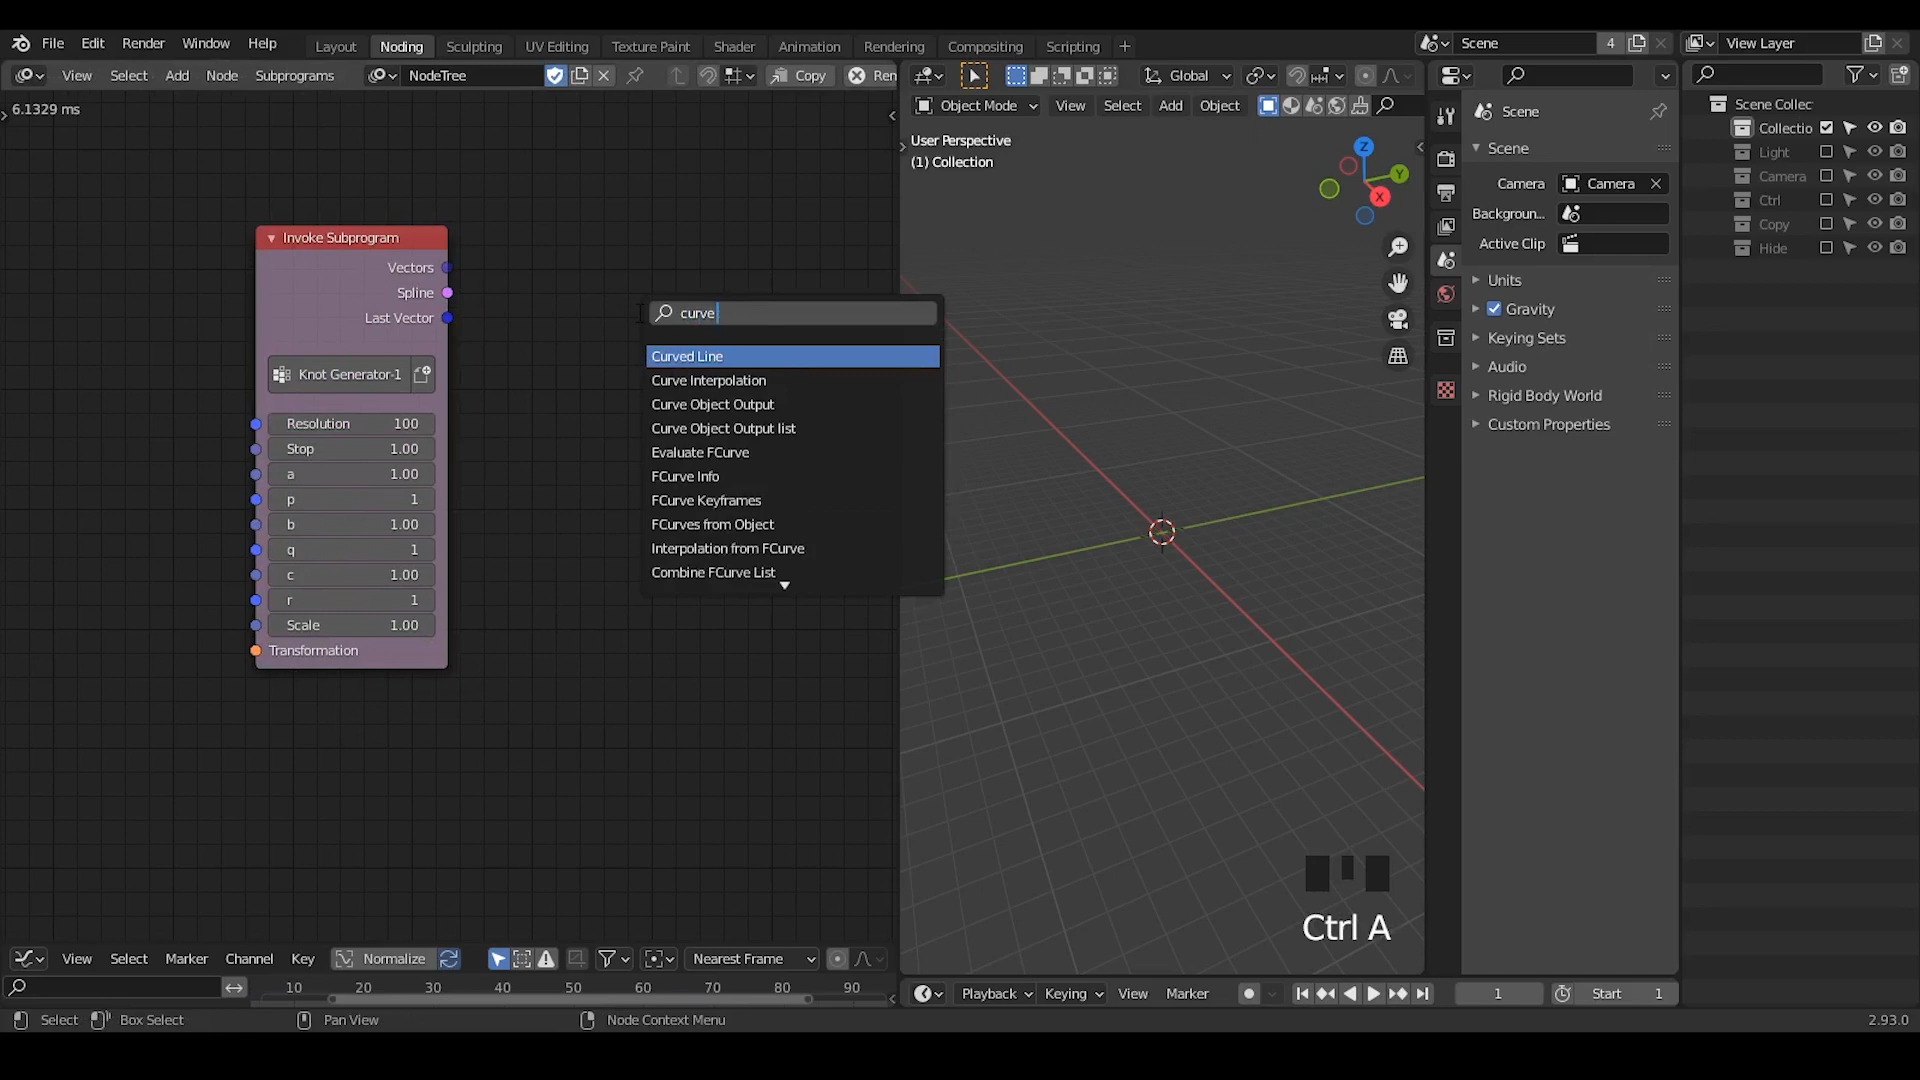 File Edit Render Window Help Layout Noding Sculpting UV Editing Texture Paint Shader Animation Rendering Compositing Scripting Scene 4 View Layer
View Select Add Node Subprograms NodeTree Copy Ren Global
Object Mode View Select Add Object
6.1329 ms
User Perspective
(1) Collection
Z
Y
X
Invoke Subprogram
Vectors
Spline
Last Vector
Knot Generator-1
Resolution 100
Stop 1.00
a 1.00
p 1
b 1.00
q 1
c 1.00
r 1
Scale 1.00
Transformation
curve
Curved Line
Curve Interpolation
Curve Object Output
Curve Object Output list
Evaluate FCurve
FCurve Info
FCurve Keyframes
FCurves from Object
Interpolation from FCurve
Combine FCurve List
Ctrl A
Scene
Scene
Camera Camera
Backgroun...
Active Clip
Units
Gravity
Keying Sets
Audio
Rigid Body World
Custom Properties
Scene Collec
Collectio
Light
Camera
Ctrl
Copy
Hide
View Select Marker Channel Key Normalize Nearest Frame
10 20 30 40 50 60 70 80 90
Playback Keying View Marker 1 Start 1
Select Box Select Pan View Node Context Menu 2.93.0